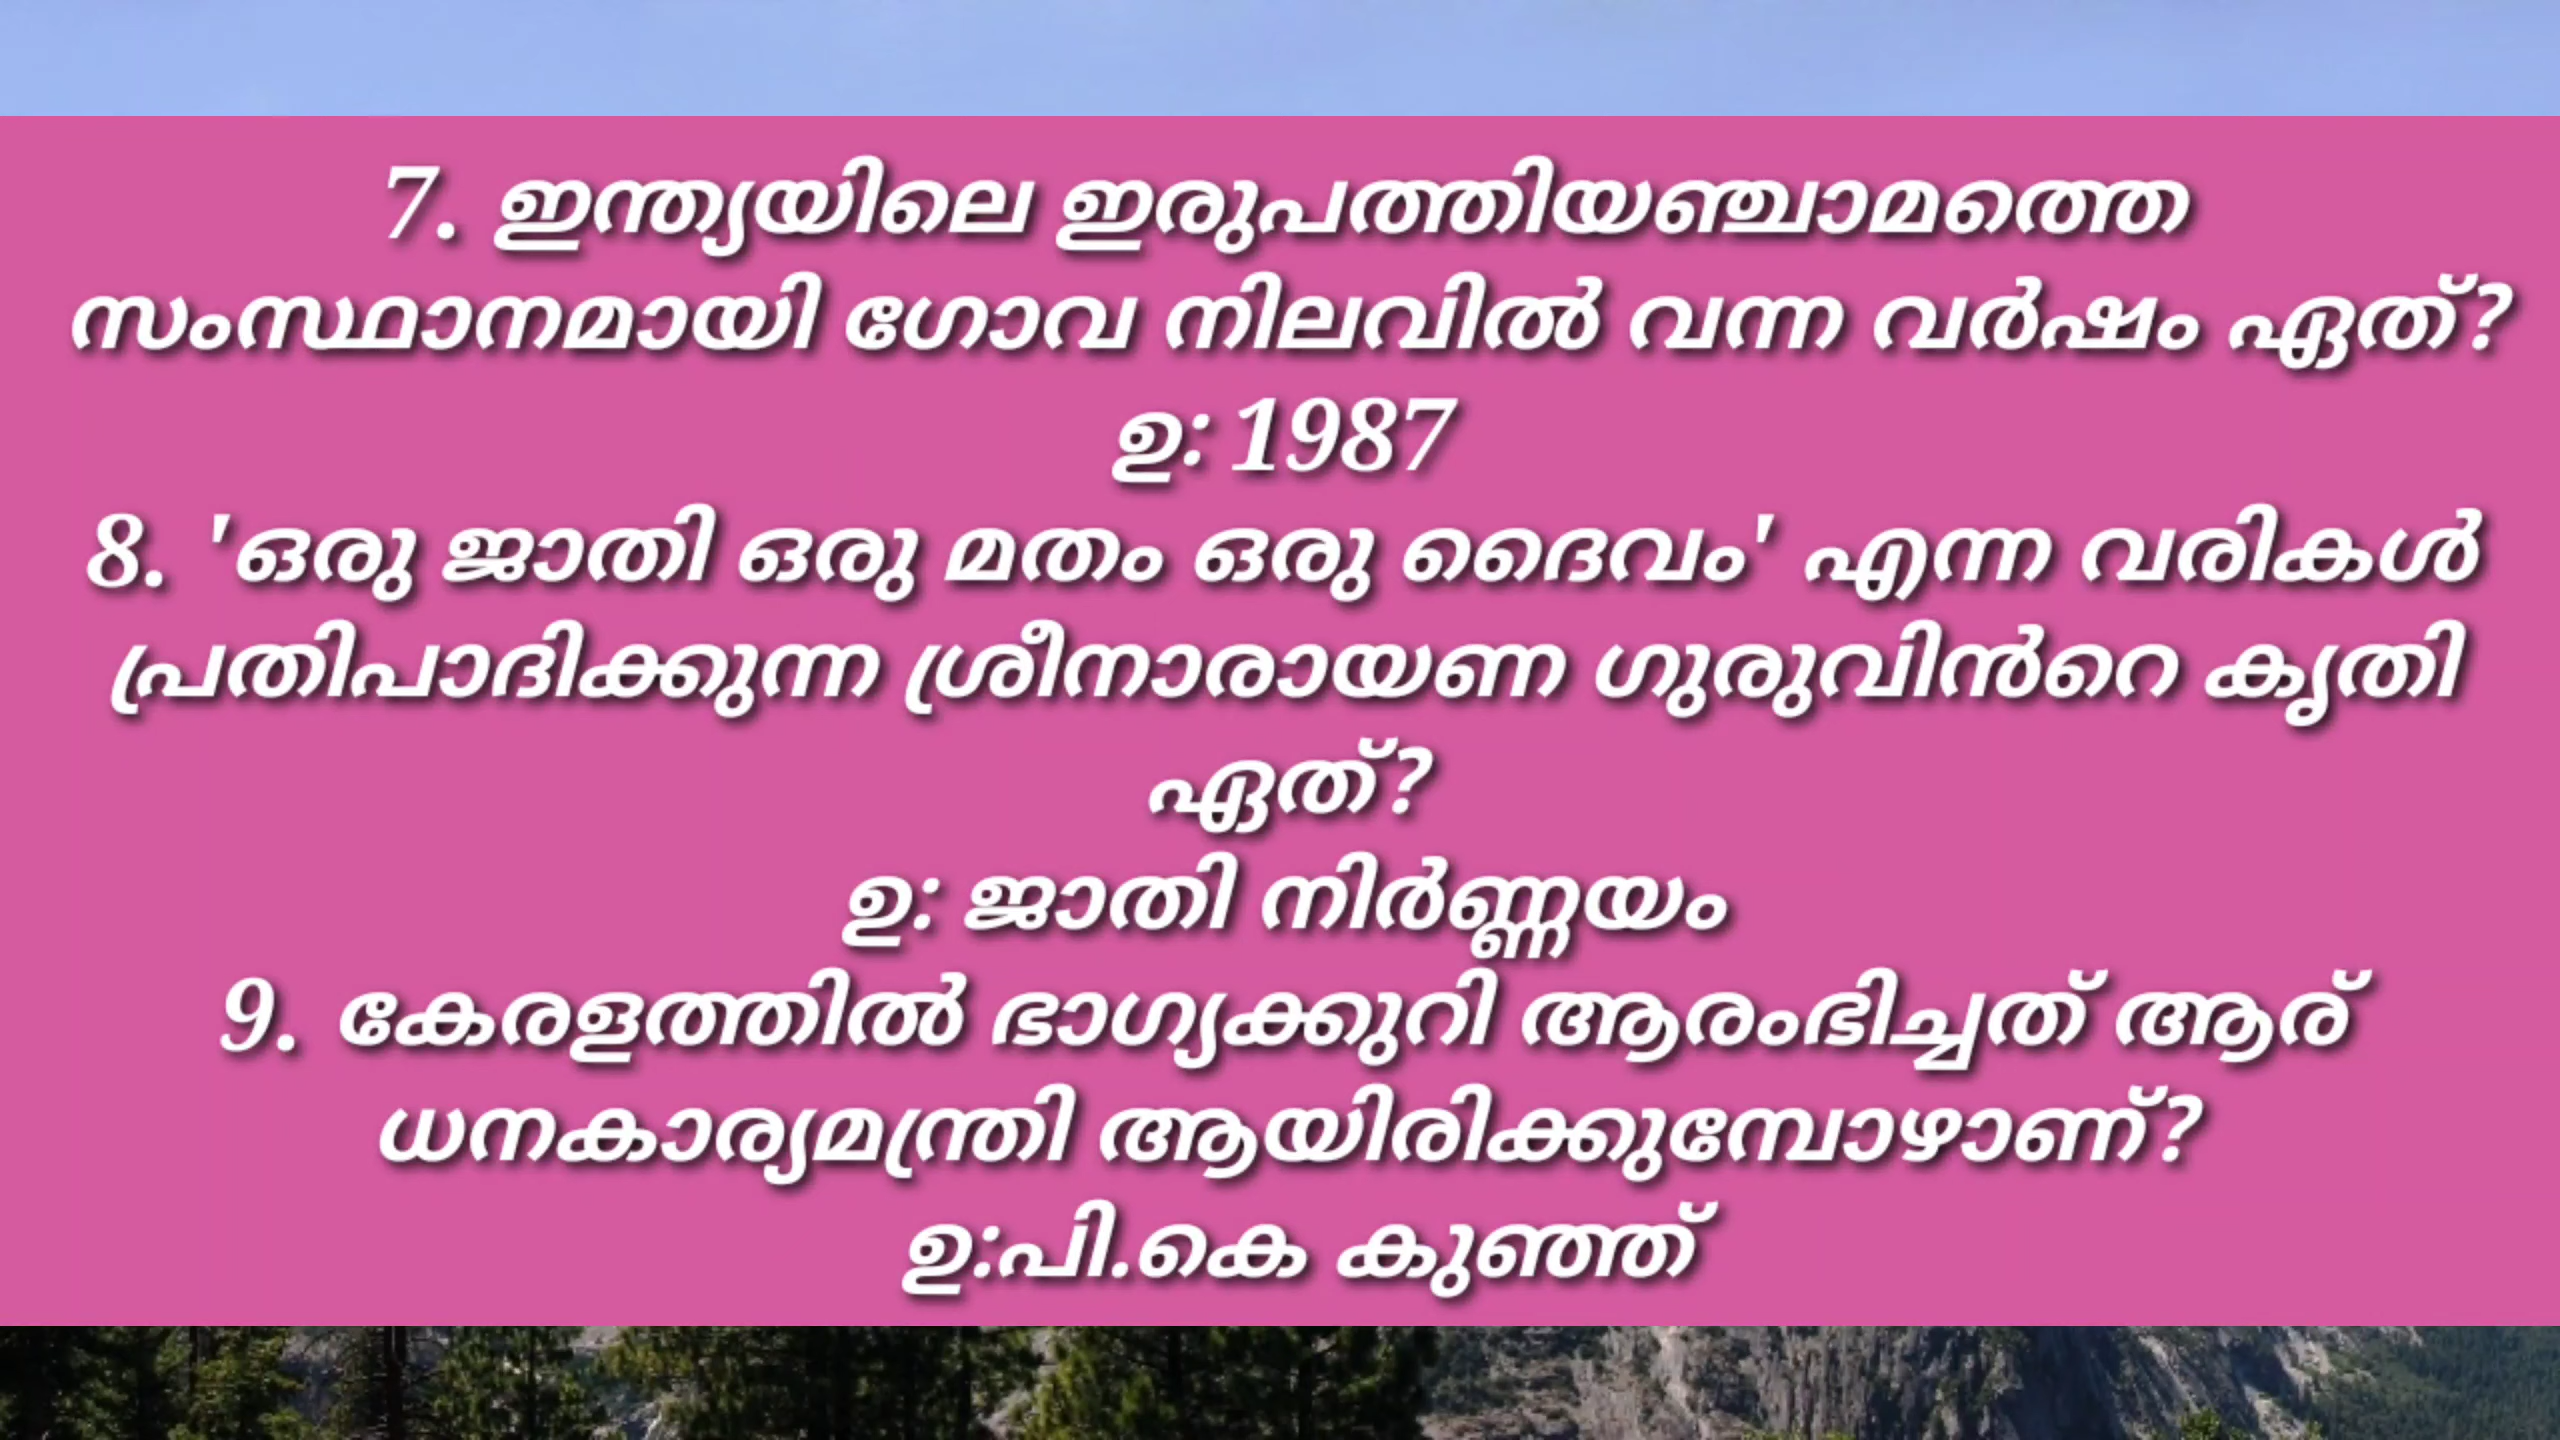 7. ഇന്ത്യയിലെ ഇരുപത്തിയഞ്ചാമത്തെ
സംസ്ഥാനമായി ഗോവ നിലവിൽ വന്ന വർഷം ഏത്?
ഉ: 1987
8. 'ഒരു ജാതി ഒരു മതം ഒരു ദൈവം' എന്ന വരികൾ
പ്രതിപാദിക്കുന്ന ശ്രീനാരായണ ഗുരുവിൻറെ കൃതി
ഏത്?
ഉ: ജാതി നിർണ്ണയം
9. കേരളത്തിൽ ഭാഗ്യക്കുറി ആരംഭിച്ചത് ആര്
ധനകാര്യമന്ത്രി ആയിരിക്കുമ്പോഴാണ്?
ഉ:പി.കെ കുഞ്ഞ്